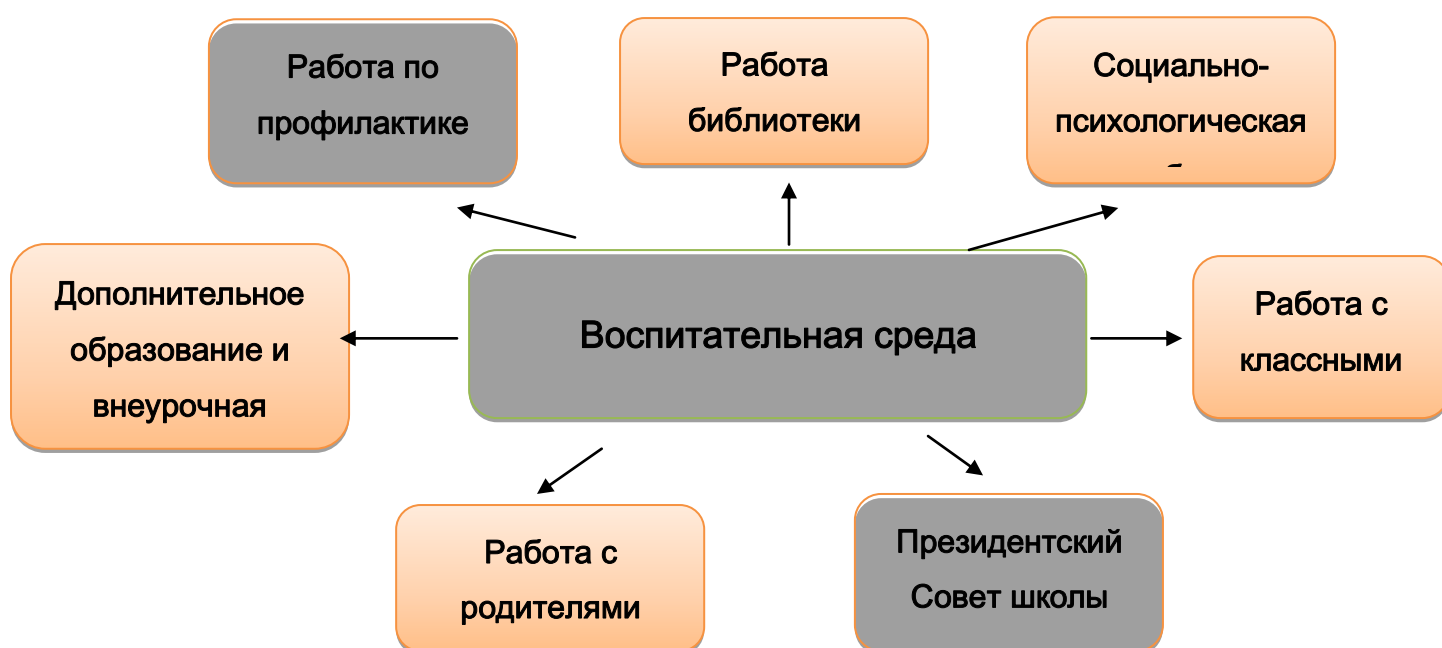 Работа по
профилактике
Работа
библиотеки
Социально-
психологическая
Дополнительное
образование и
внеурочная
Воспитательная среда
Работа с
классными
Работа с
родителями
Президентский
Совет школы